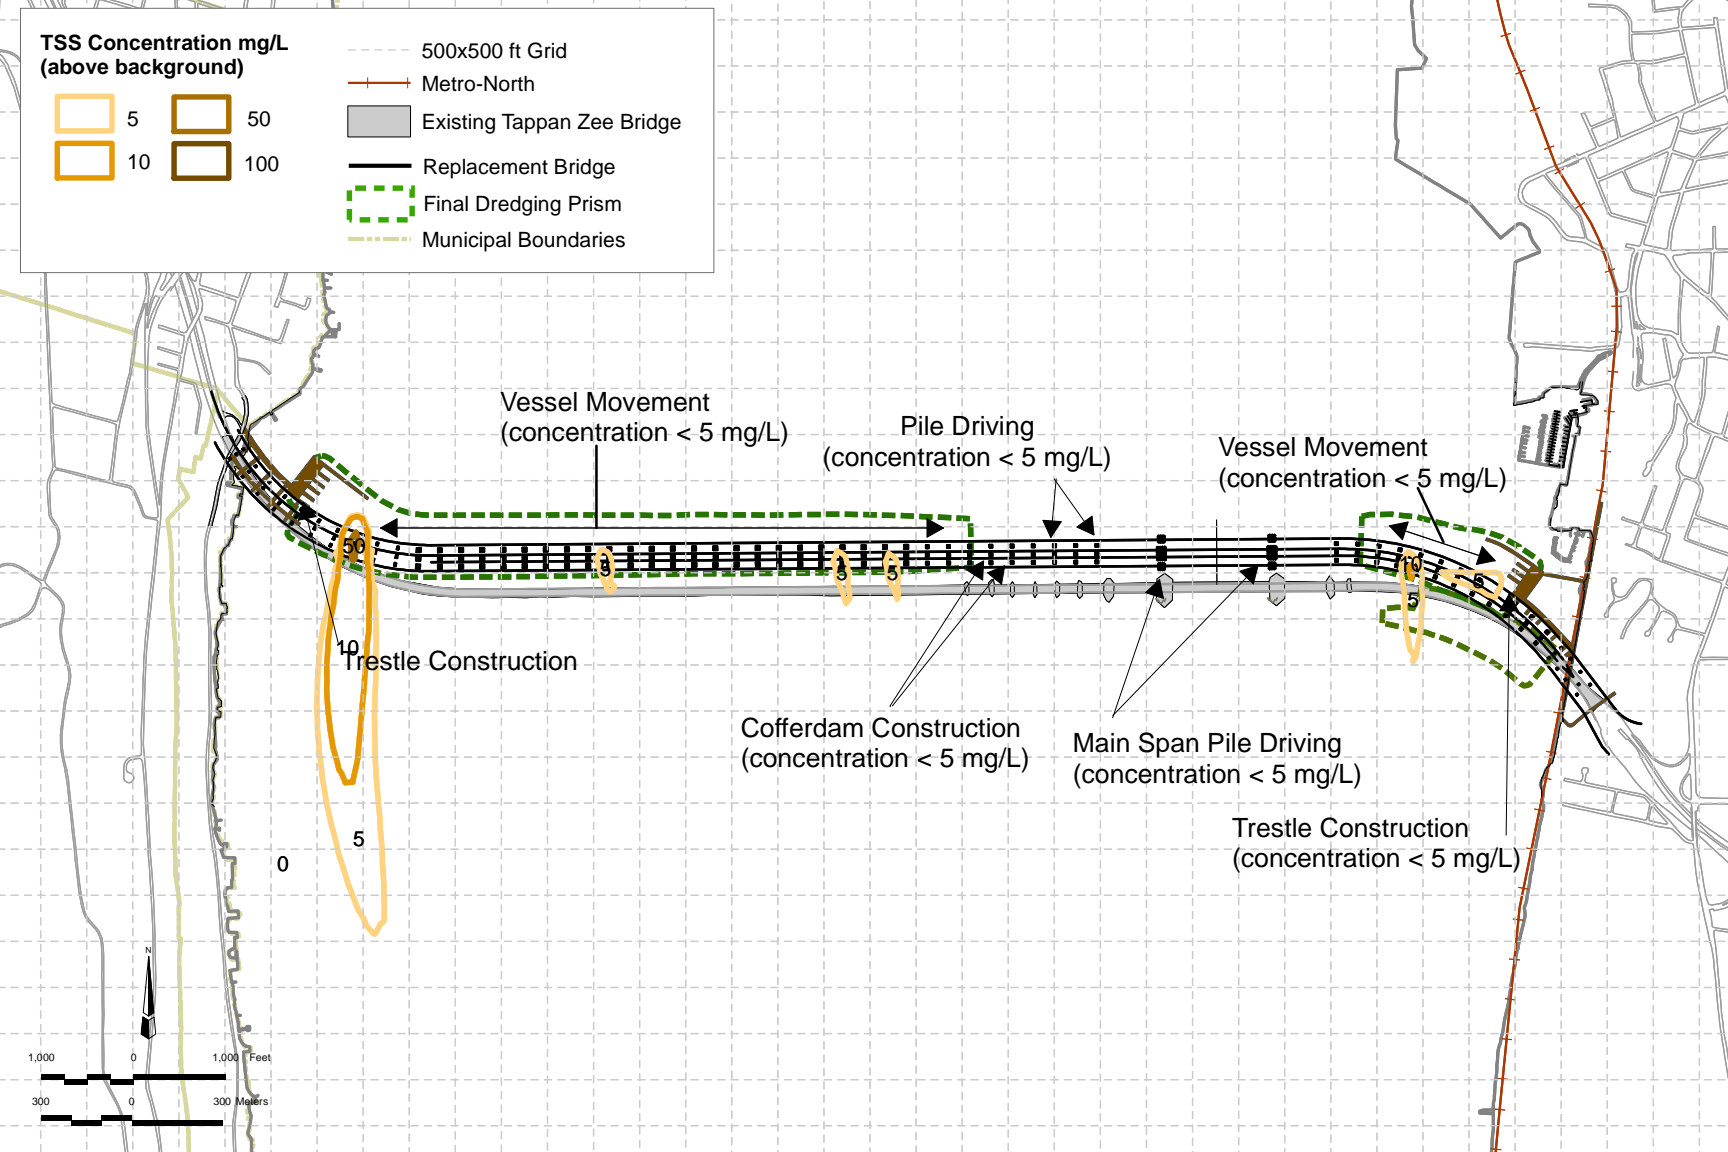 TSS Concentration mg/L
(above background)
5
50
10
100
500x500 ft Grid
Metro-North
Existing Tappan Zee Bridge
Replacement Bridge
Final Dredging Prism
Municipal Boundaries
Vessel Movement
(concentration < 5 mg/L)
Pile Driving
(concentration < 5 mg/L)
Vessel Movement
(concentration < 5 mg/L)
50
5
5
5
10
5
5
10
Trestle Construction
Cofferdam Construction
(concentration < 5 mg/L)
Main Span Pile Driving
(concentration < 5 mg/L)
Trestle Construction
(concentration < 5 mg/L)
5
0
N
1,000 0 1,000 Feet
300 0 300 Meters